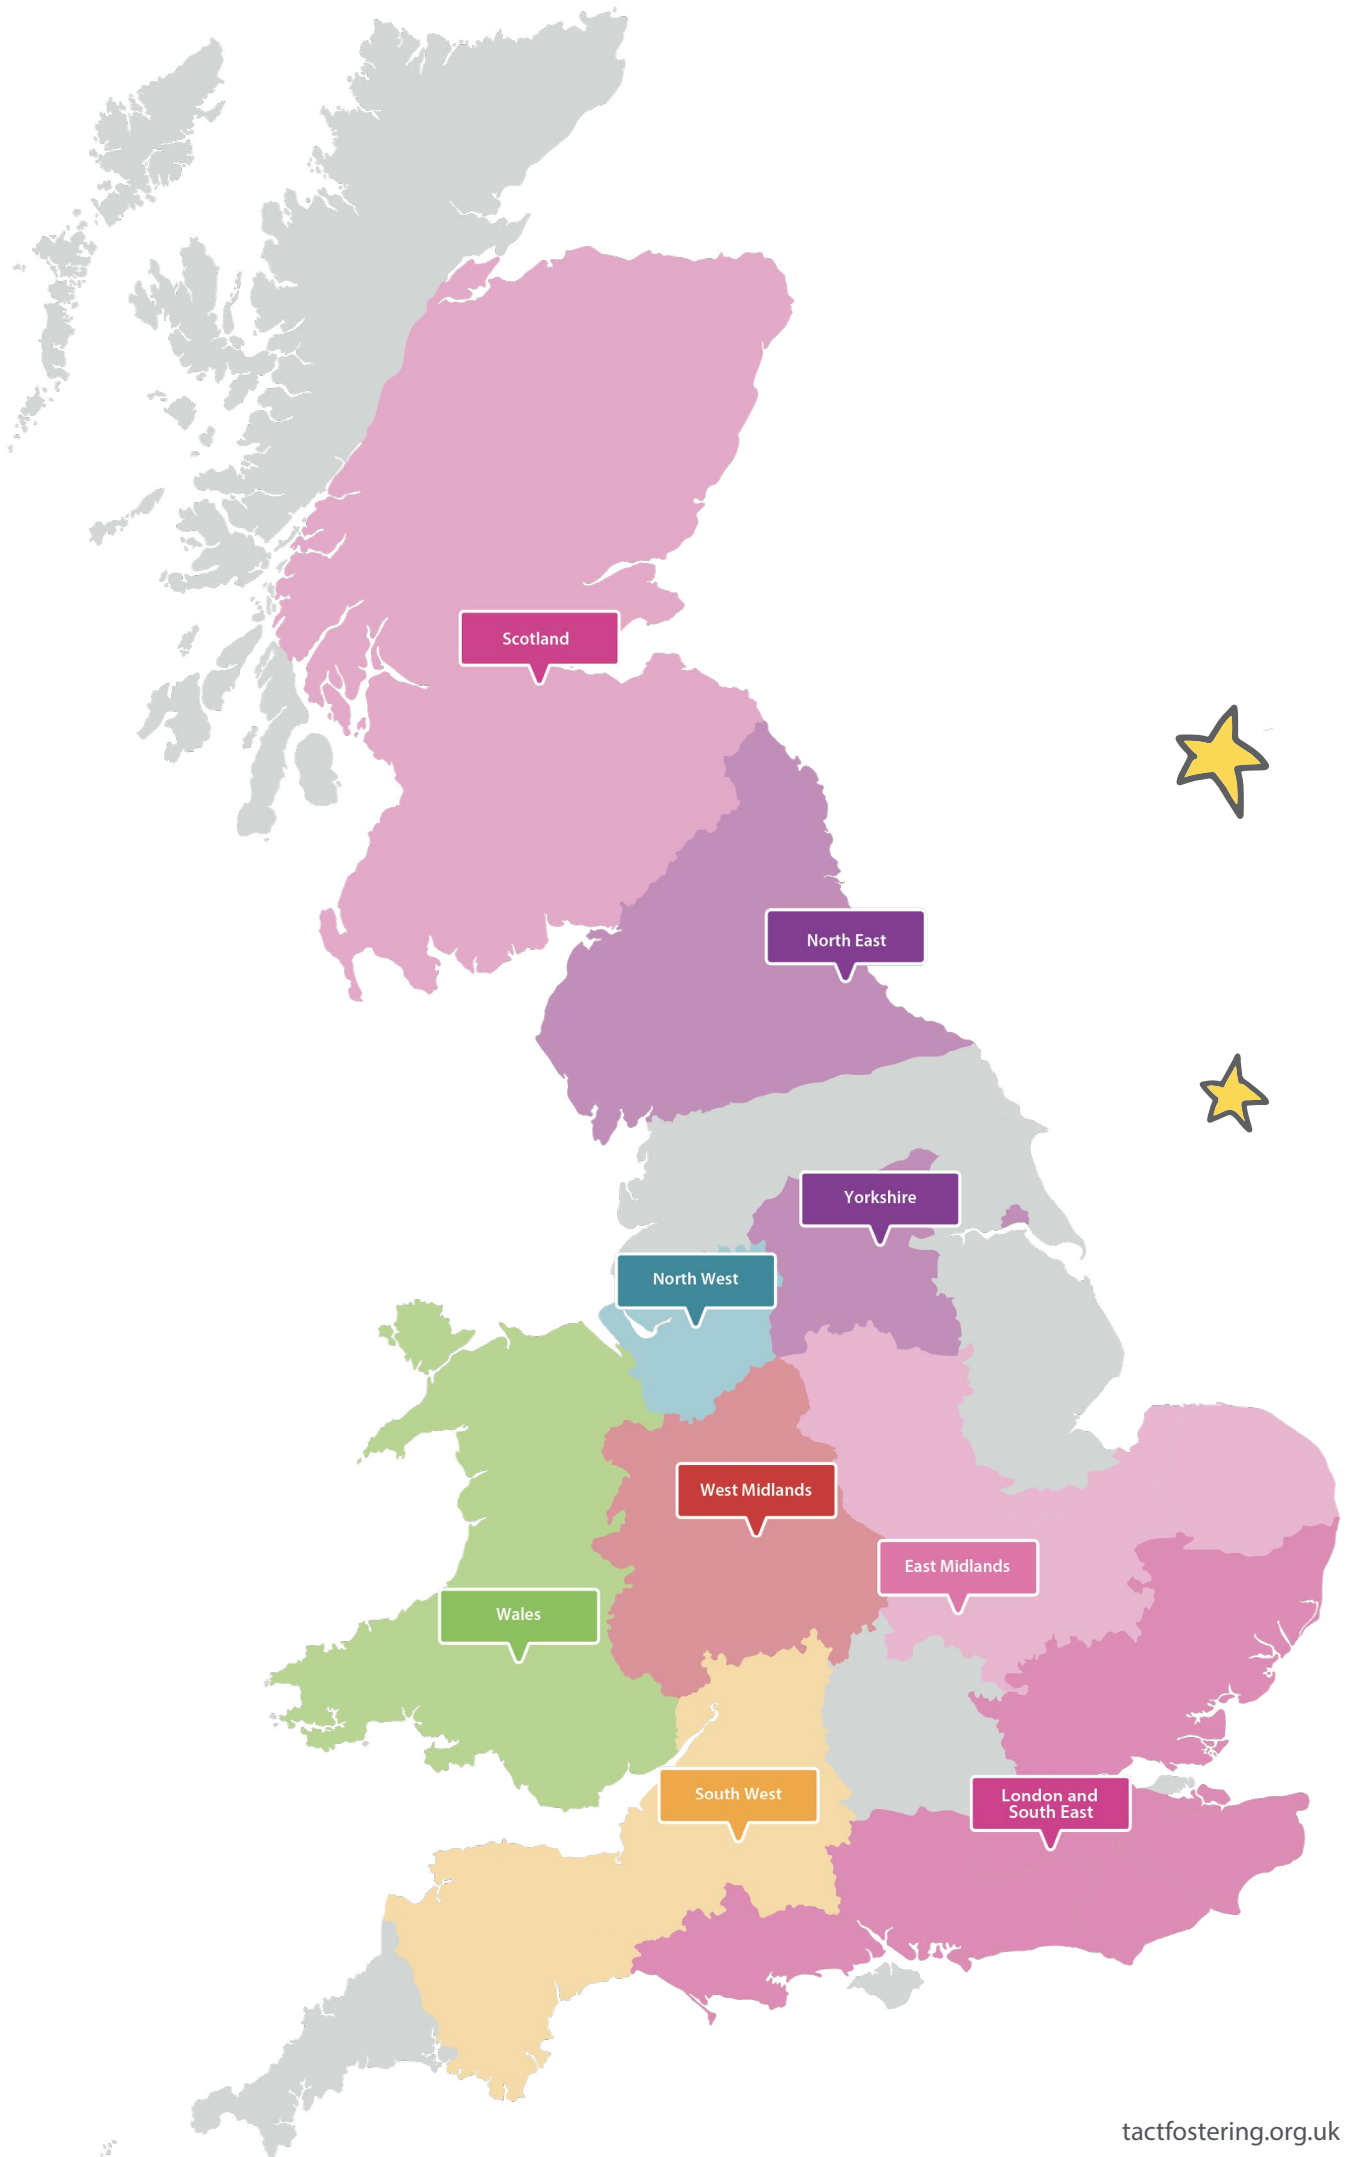 Scotland
North East
Yorkshire
North West
West Midlands
East Midlands
Wales
South West
London and
South East
tactfostering.org.uk